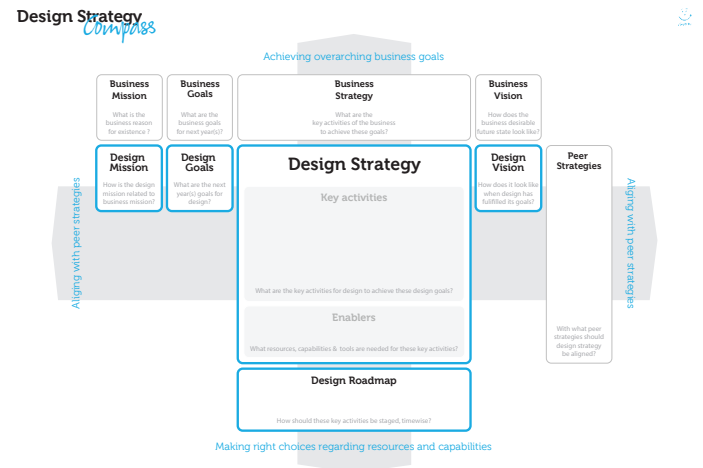 Design Strategy
Compass
Achieving overarching business goals
Business
Mission
What is the
business reason
for existence ?
Business
Goals
What are the
business goals
for next year(s)?
Business
Strategy
What are the
key activities of the business
to achieve these goals?
Business
Vision
How does the
business desirable
future state look like?
Design
Mission
How is the design
mission related to
business mission?
Design
Goals
What are the next
year(s) goals for
design?
Design Strategy
Key activities
What are the key activities for design to achieve these design goals?
Enablers
What resources, capabilities & tools are needed for these key activities?
Design
Vision
How does it look like
when design has
fullfilled its goals?
Peer
Strategies
With what peer
strategies should
design strategy
be aligned?
Aliging with peer strategies
Aliging with peer strategies
Design Roadmap
How should these key activities be staged, timewise?
Making right choices regarding resources and capabilities